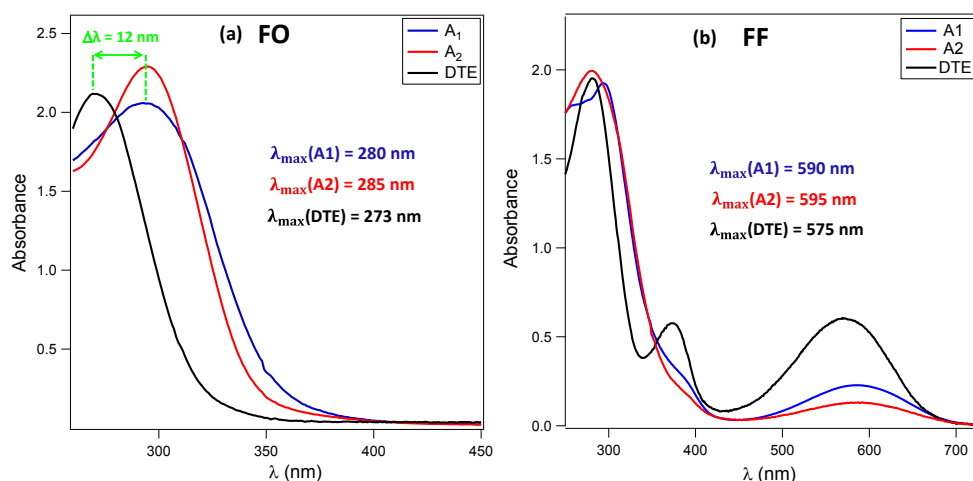 (a) FO
Δλ = 12 nm
A₁
A₂
DTE
λmax(A1) = 280 nm
λmax(A2) = 285 nm
λmax(DTE) = 273 nm
Absorbance
2.5
2.0
1.5
1.0
0.5
300
350
400
450
λ (nm)
(b) FF
A1
A2
DTE
λmax(A1) = 590 nm
λmax(A2) = 595 nm
λmax(DTE) = 575 nm
Absorbance
2.0
1.5
1.0
0.5
0.0
300
400
500
600
700
λ (nm)